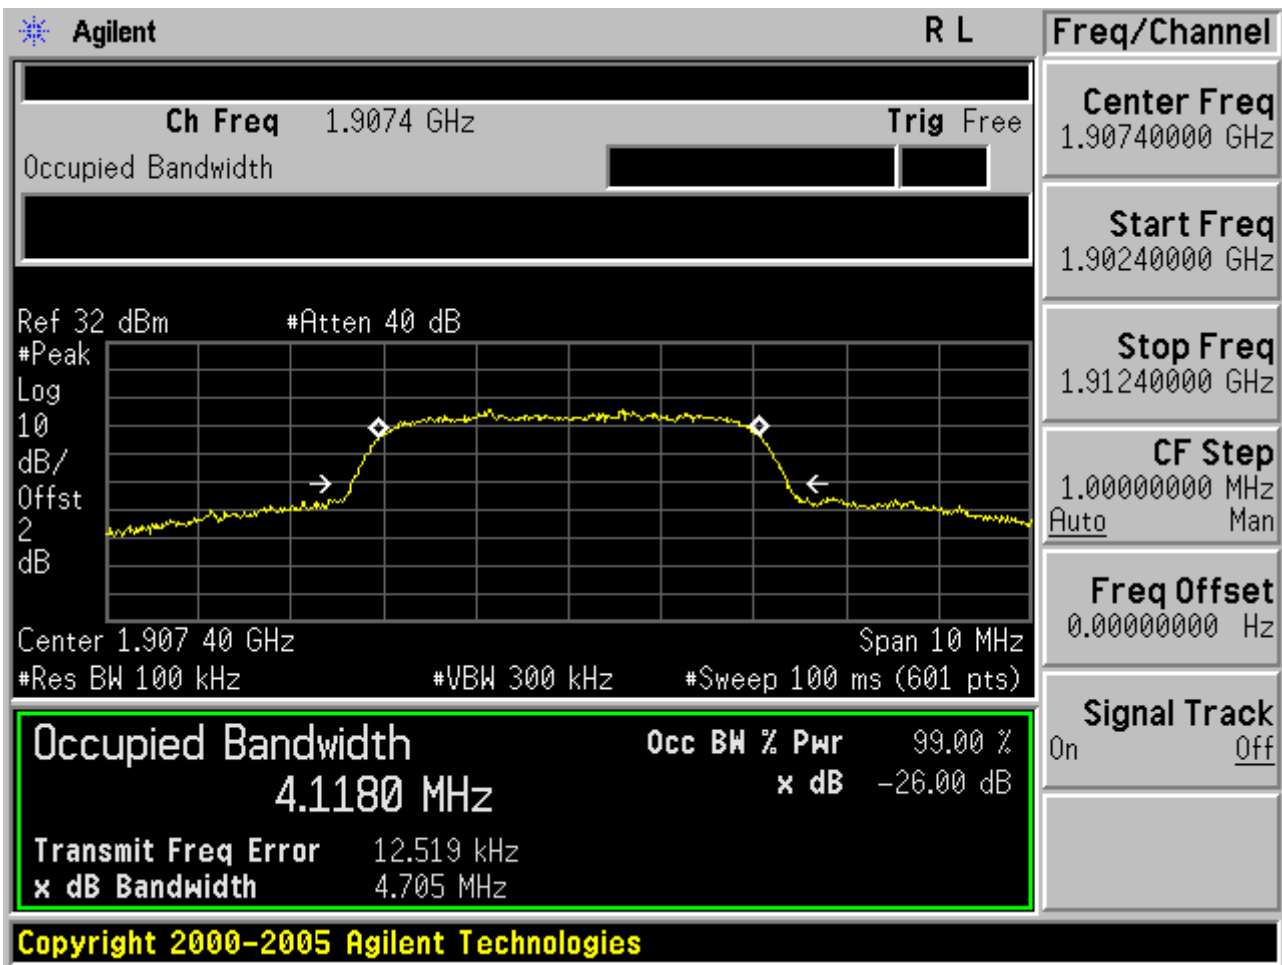 Agilent R L
Ch Freq 1.9074 GHz Trig Free
Occupied Bandwidth
Ref 32 dBm #Atten 40 dB
#Peak
Log
10
dB/
Offst
2
dB
Center 1.907 40 GHz Span 10 MHz
#Res BW 100 kHz #VBW 300 kHz #Sweep 100 ms (601 pts)
Occupied Bandwidth
4.1180 MHz
Occ BW % Pwr 99.00 %
x dB -26.00 dB
Transmit Freq Error 12.519 kHz
x dB Bandwidth 4.705 MHz
Copyright 2000-2005 Agilent Technologies
Freq/Channel
Center Freq
1.90740000 GHz
Start Freq
1.90240000 GHz
Stop Freq
1.91240000 GHz
CF Step
1.00000000 MHz
Auto Man
Freq Offset
0.00000000 Hz
Signal Track
On Off